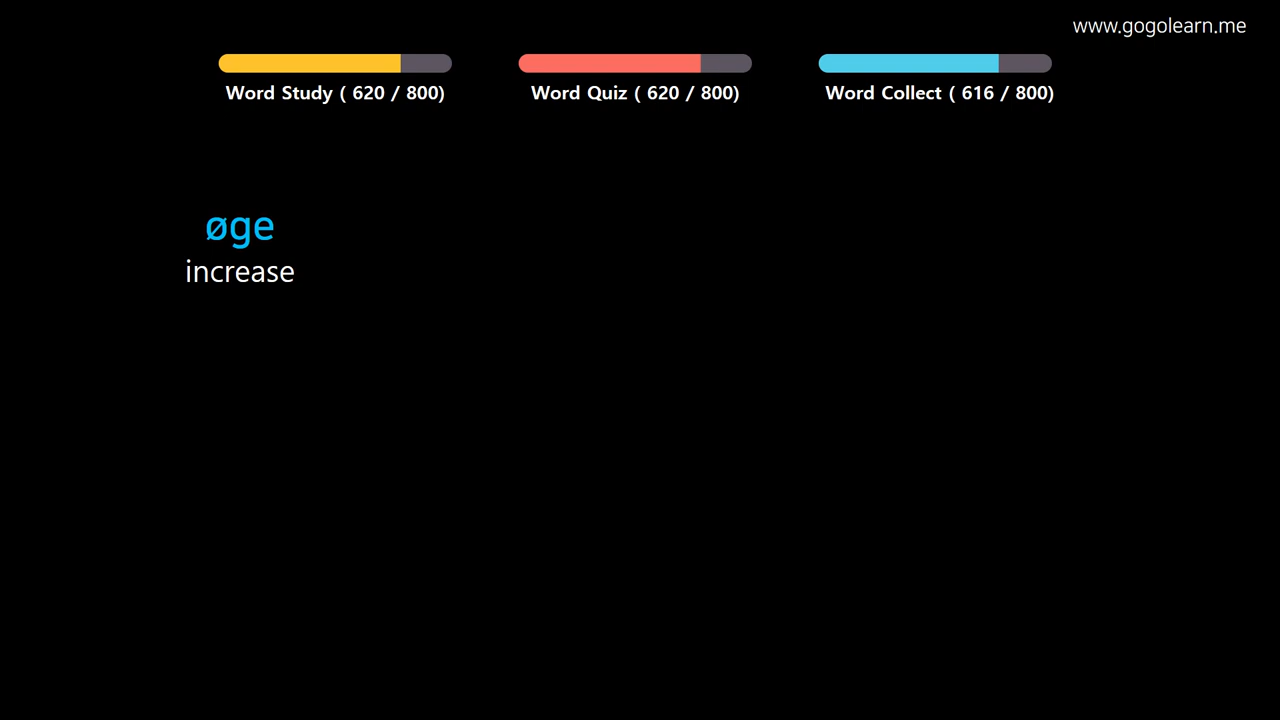 www.gogolearn.me
Word Study ( 620 / 800)
Word Quiz ( 620 / 800)
Word Collect ( 616 / 800)
øge
increase